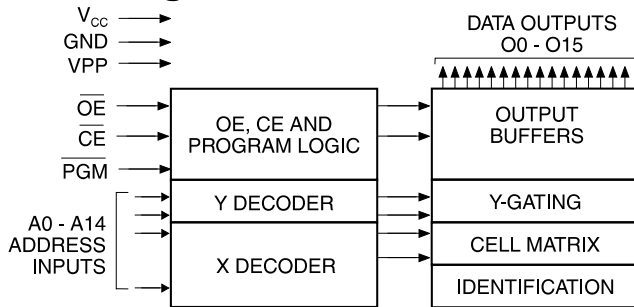 V_CC
GND
VPP
DATA OUTPUTS
O0 - O15
OE
CE
PGM
OE, CE AND
PROGRAM LOGIC
OUTPUT
BUFFERS
A0 - A14
ADDRESS
INPUTS
Y DECODER
Y-GATING
X DECODER
CELL MATRIX
IDENTIFICATION